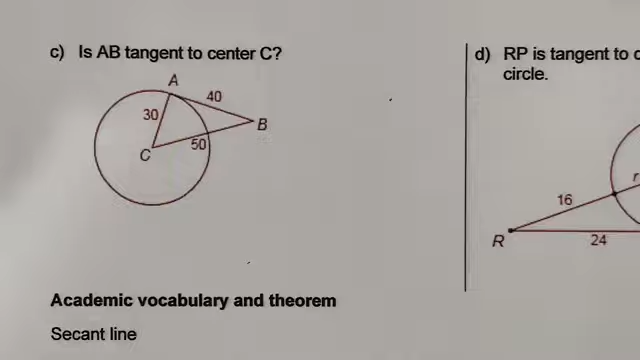 c) Is AB tangent to center C?
A
40
30
B
C
50
d) RP is tangent to
circle.
r
16
R
24
Academic vocabulary and theorem
Secant line